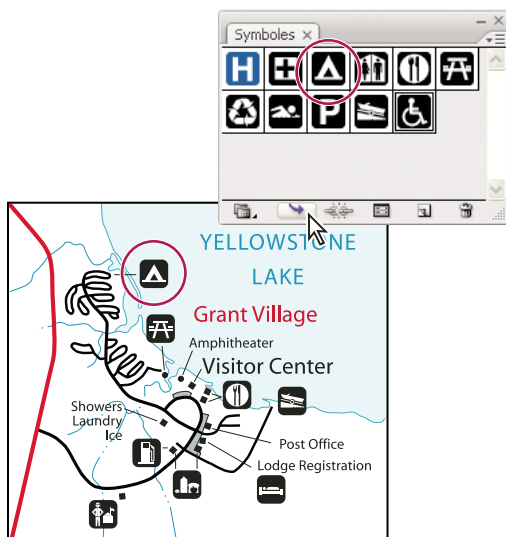 Symboles
H
P
YELLOWSTONE
LAKE
Grant Village
Amphitheater
Visitor Center
Showers
Laundry
Ice
Post Office
Lodge Registration